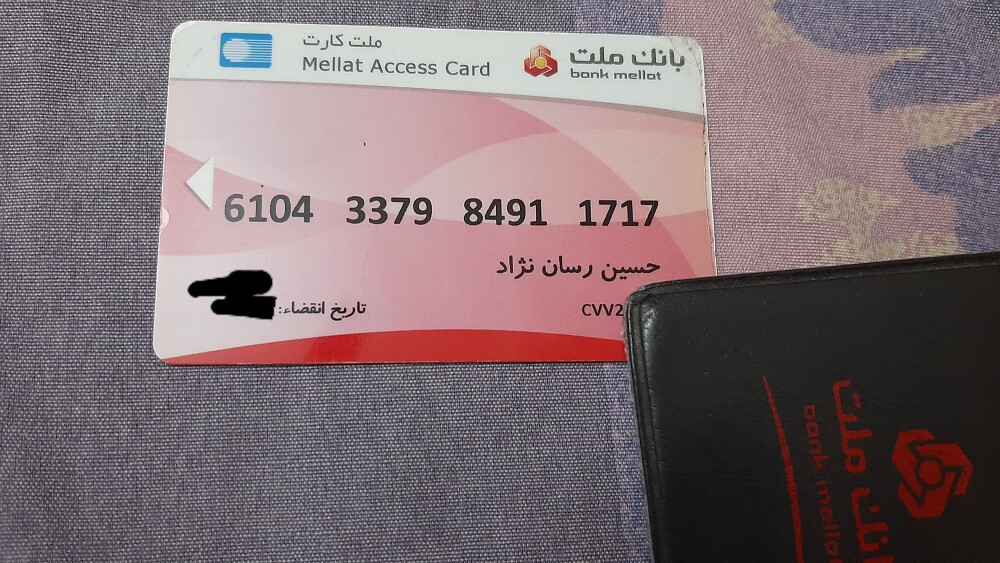 ملت کارت
Mellat Access Card
بانک ملت
bank mellat
6104 3379 8491 1717
حسین رسان نژاد
تاریخ انقضاء:
CVV2
بانک ملت
bank mellat